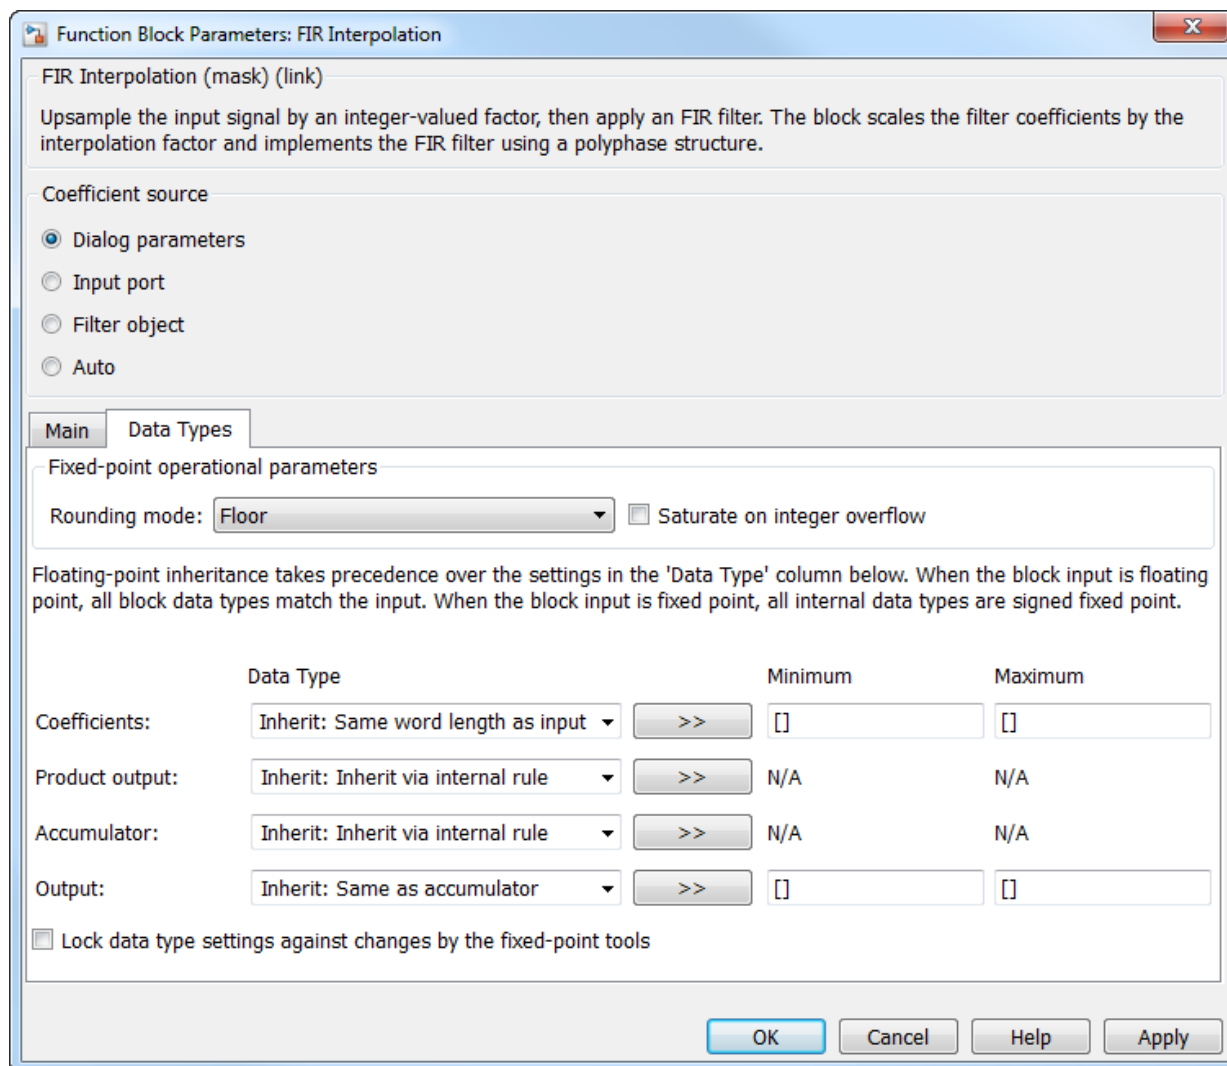 Function Block Parameters: FIR Interpolation
X
FIR Interpolation (mask) (link)
Upsample the input signal by an integer-valued factor, then apply an FIR filter. The block scales the filter coefficients by the
interpolation factor and implements the FIR filter using a polyphase structure.
Coefficient source
Dialog parameters
Input port
Filter object
Auto
Main Data Types
Fixed-point operational parameters
Rounding mode: Floor Saturate on integer overflow
Floating-point inheritance takes precedence over the settings in the 'Data Type' column below. When the block input is floating
point, all block data types match the input. When the block input is fixed point, all internal data types are signed fixed point.
Data Type Minimum Maximum
Coefficients: Inherit: Same word length as input >> [] []
Product output: Inherit: Inherit via internal rule >> N/A N/A
Accumulator: Inherit: Inherit via internal rule >> N/A N/A
Output: Inherit: Same as accumulator >> [] []
Lock data type settings against changes by the fixed-point tools
OK Cancel Help Apply